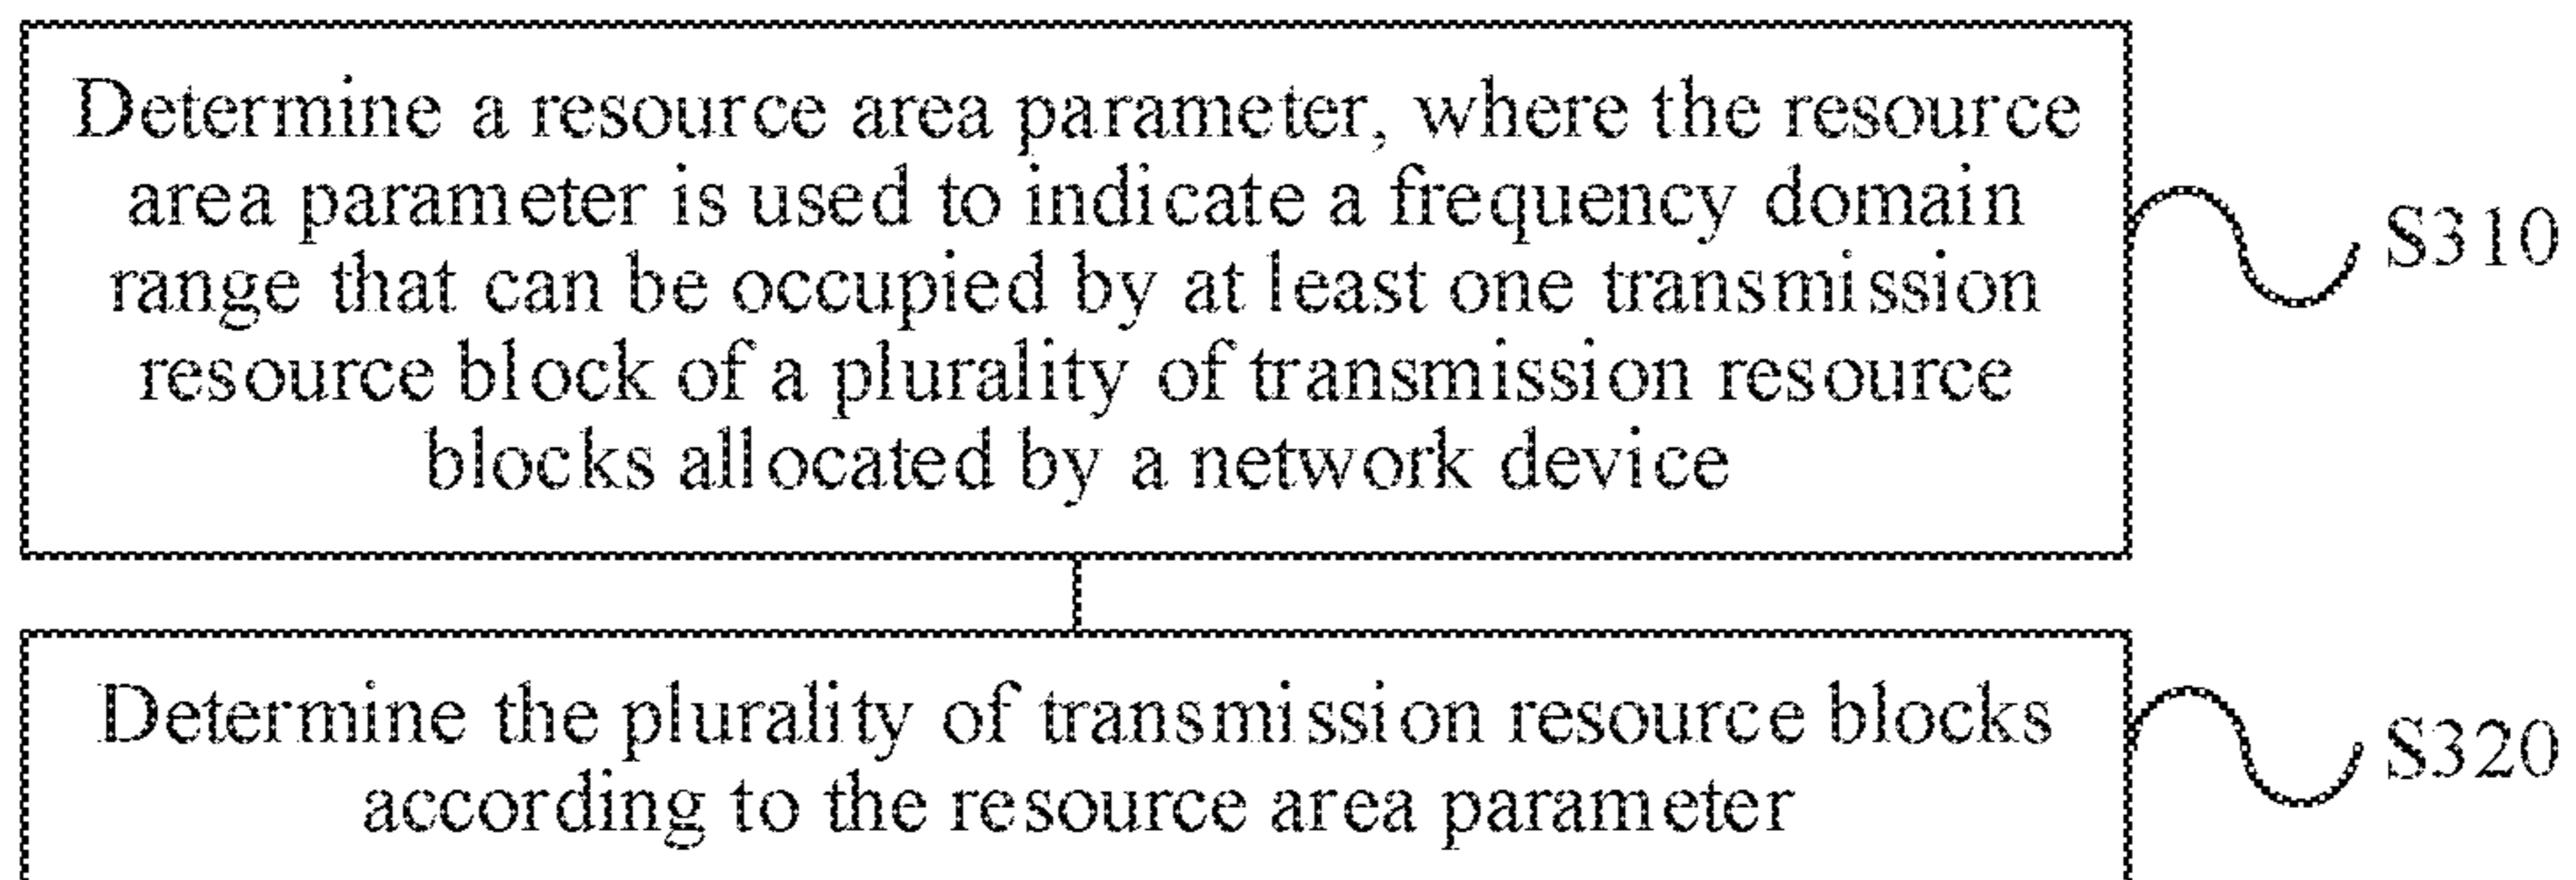 Determine a resource area parameter, where the resource
area parameter is used to indicate a frequency domain
range that can be occupied by at least one transmission
resource block of a plurality of transmission resource
blocks allocated by a network device
S310
Determine the plurality of transmission resource blocks
according to the resource area parameter
S320